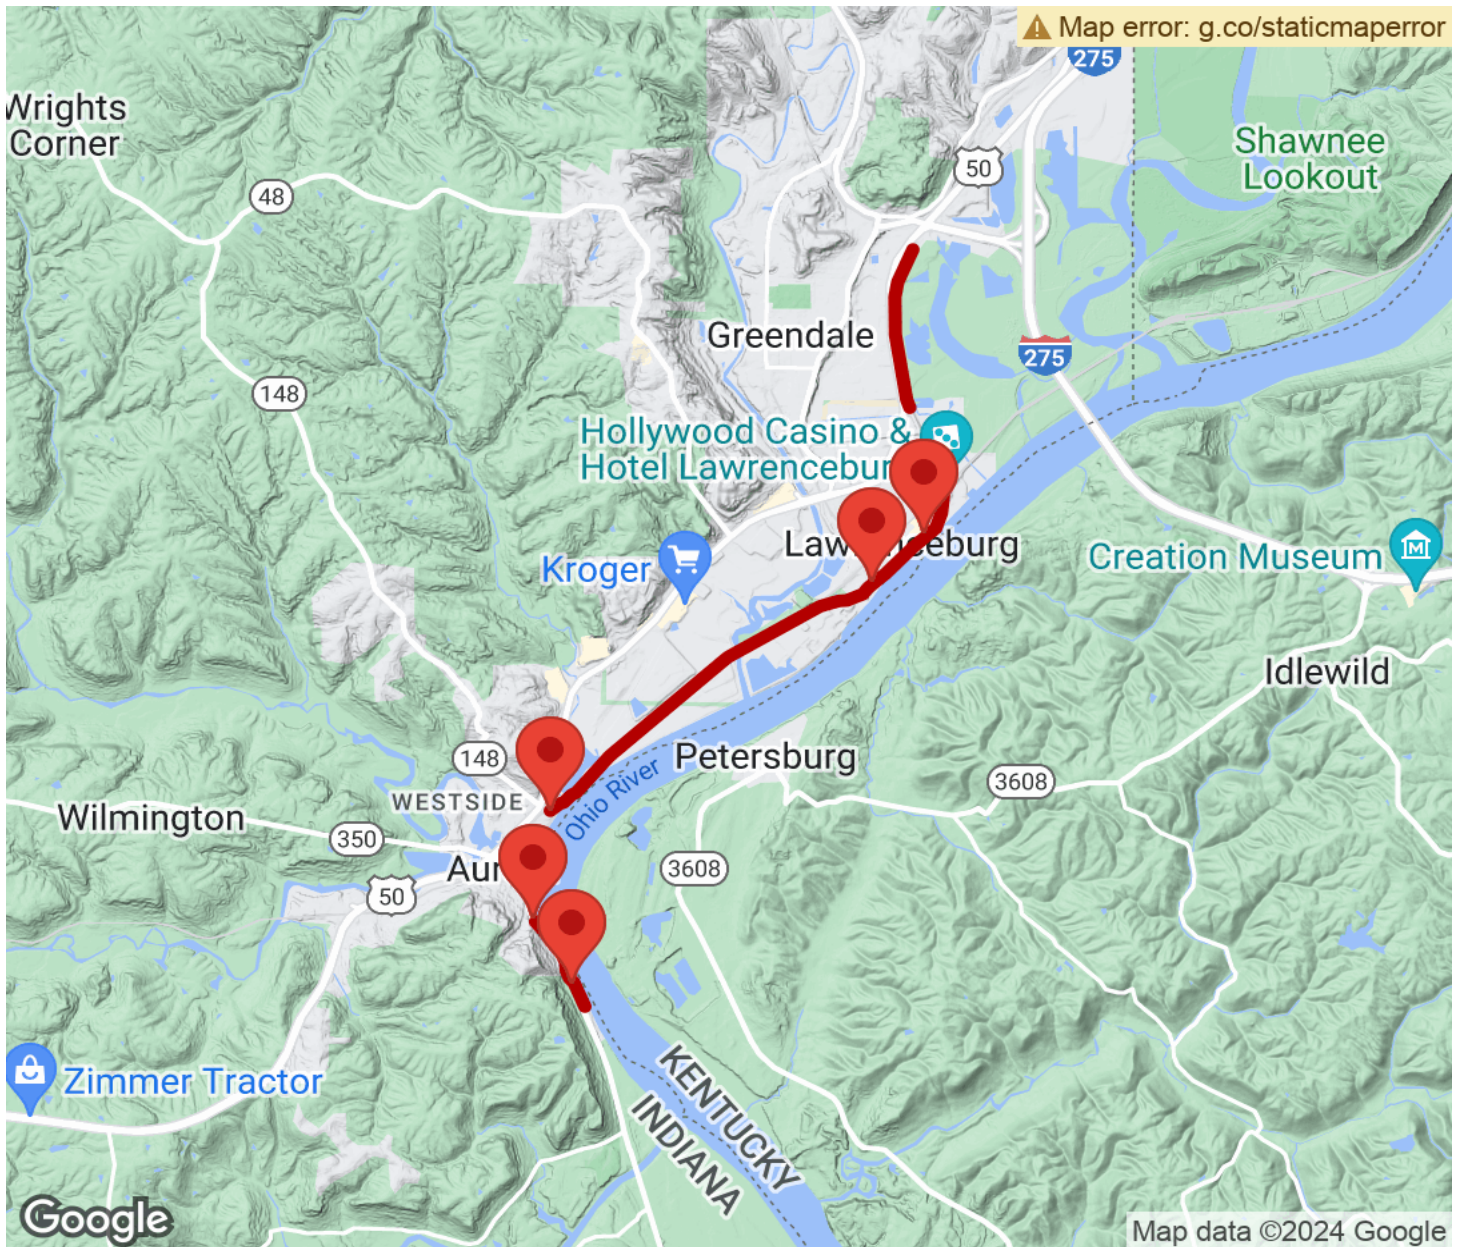 Map error: g.co/staticmaperror
275
Wrights
Corner
Shawnee
Lookout
50
48
Greendale
275
148
Hollywood Casino &
Hotel Lawrencebur
Lawrenceburg
Creation Museum
Kroger
Idlewild
148
Petersburg
3608
WESTSIDE
Ohio River
Wilmington
350
Aur
3608
50
KENTUCKY
INDIANA
Zimmer Tractor
Google
Map data ©2024 Google